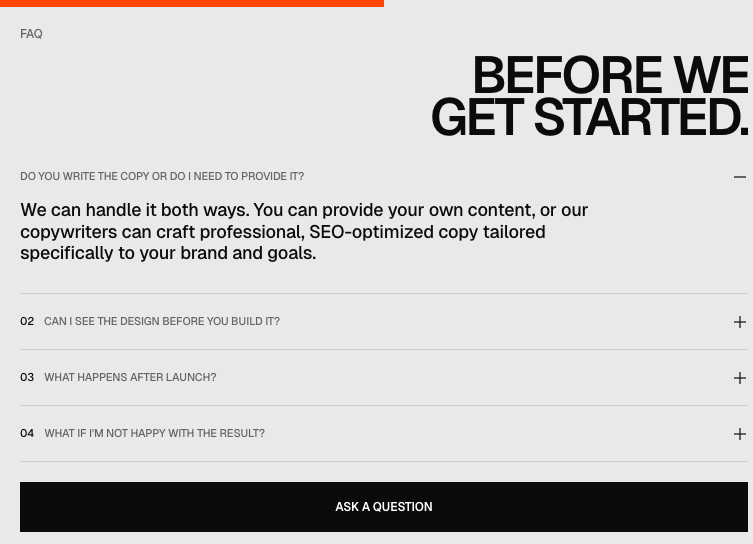 FAQ
BEFORE WE
GET STARTED.
DO YOU WRITE THE COPY OR DO I NEED TO PROVIDE IT?
We can handle it both ways. You can provide your own content, or our
copywriters can craft professional, SEO-optimized copy tailored
specifically to your brand and goals.
02 CAN I SEE THE DESIGN BEFORE YOU BUILD IT?
03 WHAT HAPPENS AFTER LAUNCH?
04 WHAT IF I'M NOT HAPPY WITH THE RESULT?
ASK A QUESTION